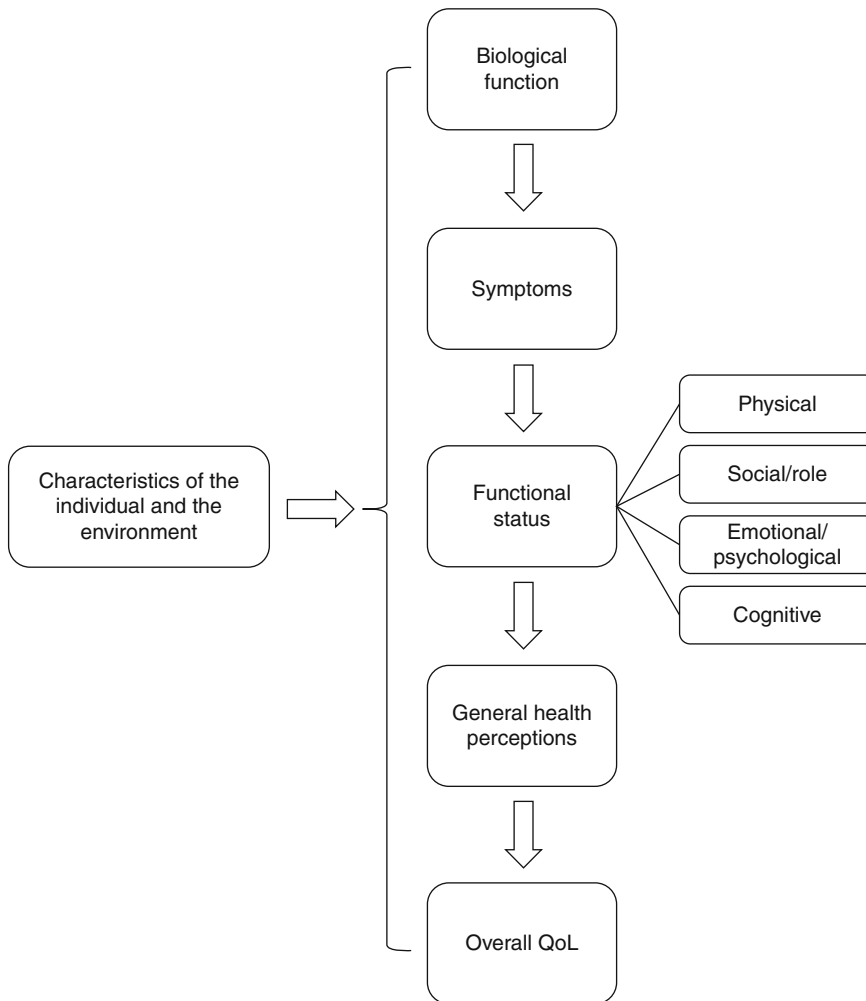 Biological
function
Symptoms
Characteristics of the
individual and the
environment
Functional
status
Physical
Social/role
Emotional/
psychological
Cognitive
General health
perceptions
Overall QoL